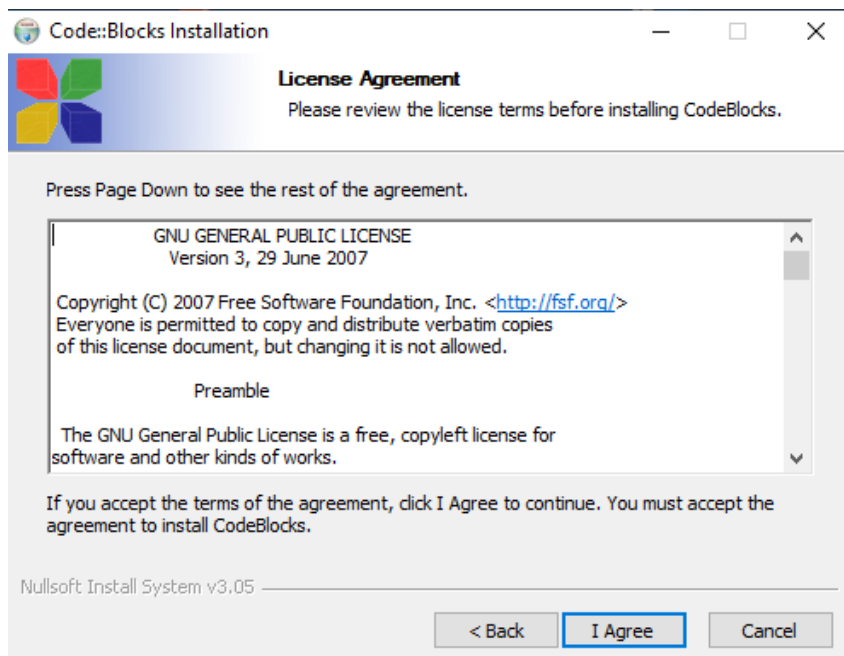 Code::Blocks Installation
License Agreement
Please review the license terms before installing CodeBlocks.
Press Page Down to see the rest of the agreement.
GNU GENERAL PUBLIC LICENSE
Version 3, 29 June 2007
Copyright (C) 2007 Free Software Foundation, Inc. <http://fsf.org/>
Everyone is permitted to copy and distribute verbatim copies
of this license document, but changing it is not allowed.
Preamble
The GNU General Public License is a free, copyleft license for
software and other kinds of works.
If you accept the terms of the agreement, click I Agree to continue. You must accept the
agreement to install CodeBlocks.
Nullsoft Install System v3.05
< Back I Agree Cancel